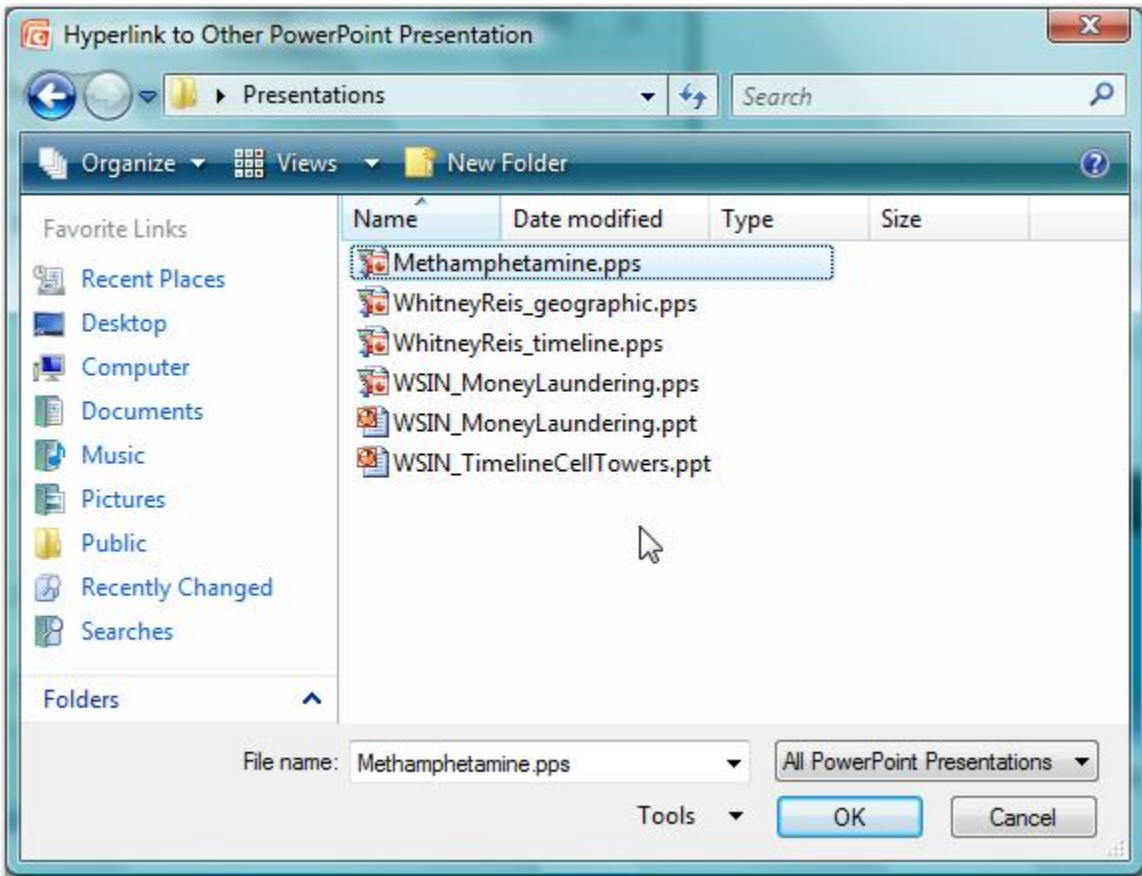 Hyperlink to Other PowerPoint Presentation
Presentations
Search
Organize
Views
New Folder
Favorite Links
Recent Places
Desktop
Computer
Documents
Music
Pictures
Public
Recently Changed
Searches
Folders
Name Date modified Type Size
Methamphetamine.pps
WhitneyReis_geographic.pps
WhitneyReis_timeline.pps
WSIN_MoneyLaundering.pps
WSIN_MoneyLaundering.ppt
WSIN_TimelineCellTowers.ppt
File name: Methamphetamine.pps
All PowerPoint Presentations
Tools
OK
Cancel